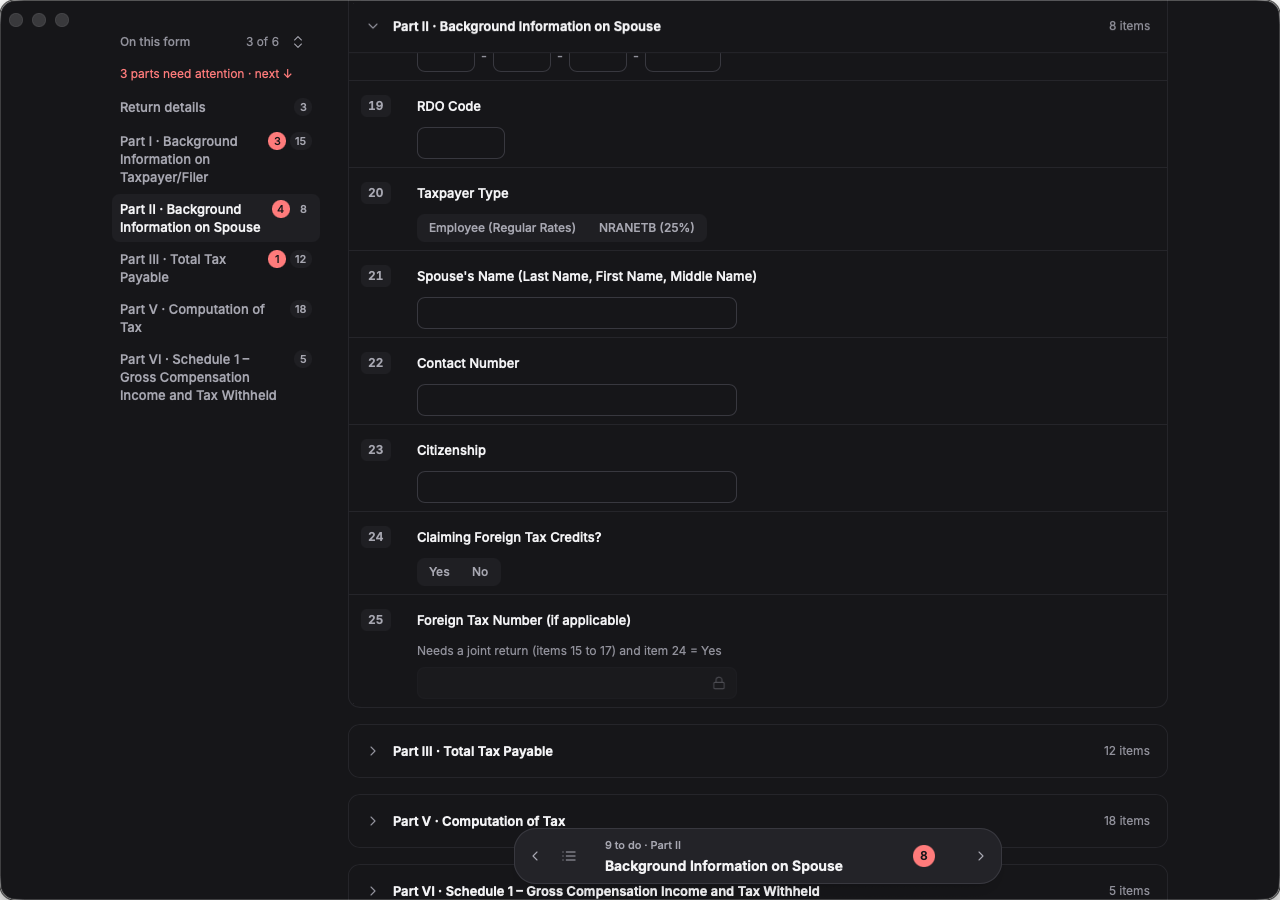 On this form
3 of 6
3 parts need attention · next ↓
Return details
3
Part I · Background Information on Taxpayer/Filer
3
15
Part II · Background Information on Spouse
4
8
Part III · Total Tax Payable
1
12
Part V · Computation of Tax
18
Part VI · Schedule 1 – Gross Compensation Income and Tax Withheld
5
Part II · Background Information on Spouse
8 items
- - -
19
RDO Code
20
Taxpayer Type
Employee (Regular Rates)
NRANETB (25%)
21
Spouse's Name (Last Name, First Name, Middle Name)
22
Contact Number
23
Citizenship
24
Claiming Foreign Tax Credits?
Yes
No
25
Foreign Tax Number (if applicable)
Needs a joint return (items 15 to 17) and item 24 = Yes
Part III · Total Tax Payable
12 items
Part V · Computation of Tax
18 items
9 to do · Part II
Background Information on Spouse
8
Part VI · Schedule 1 – Gross Compensation Income and Tax Withheld
5 items